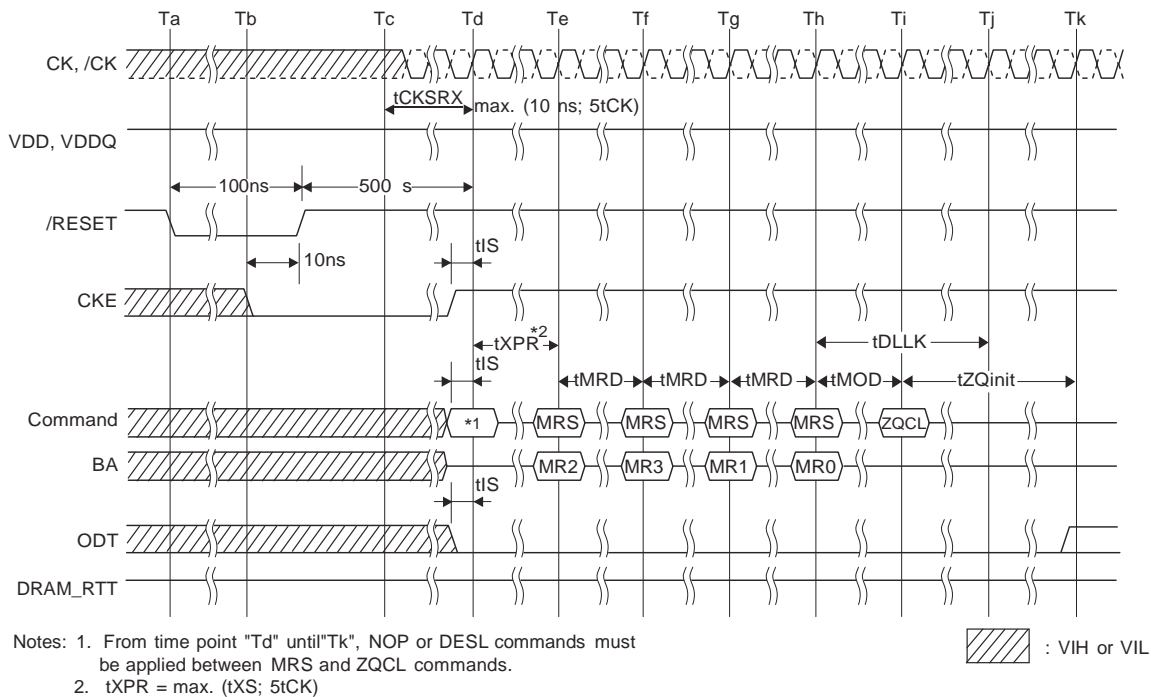 Ta Tb Tc Td Te Tf Tg Th Ti Tj Tk
CK, /CK
tCKSRX max. (10 ns; 5tCK)
VDD, VDDQ
100ns 500 s
/RESET
tIS
10ns
CKE
tXPR*2 tDLLK
tIS
tMRD tMRD tMRD tMOD tZQinit
Command *1 MRS MRS MRS MRS ZQCL
BA MR2 MR3 MR1 MR0
tIS
ODT
DRAM_RTT
Notes: 1. From time point "Td" until"Tk", NOP or DESL commands must
be applied between MRS and ZQCL commands.
2. tXPR = max. (tXS; 5tCK)
: VIH or VIL